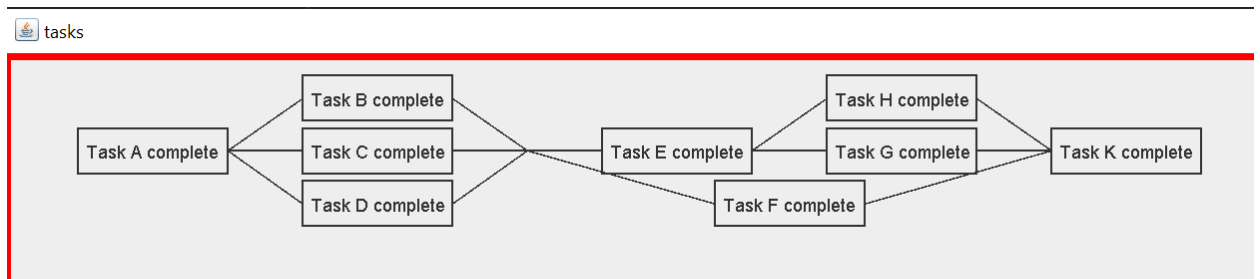 tasks
Task B complete
Task H complete
Task A complete
Task C complete
Task E complete
Task G complete
Task K complete
Task D complete
Task F complete